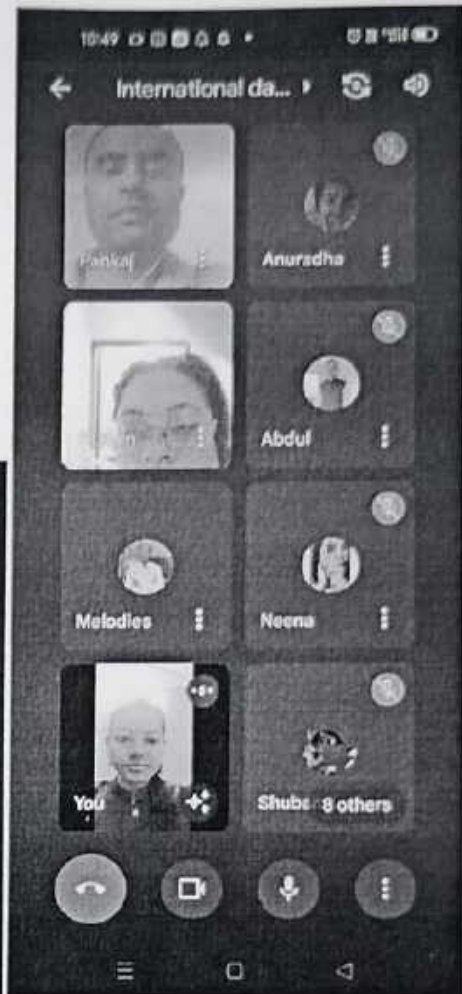 10:49
International da...
Pankaj
Anuradha
Abdul
Melodies
Neena
You
8 others